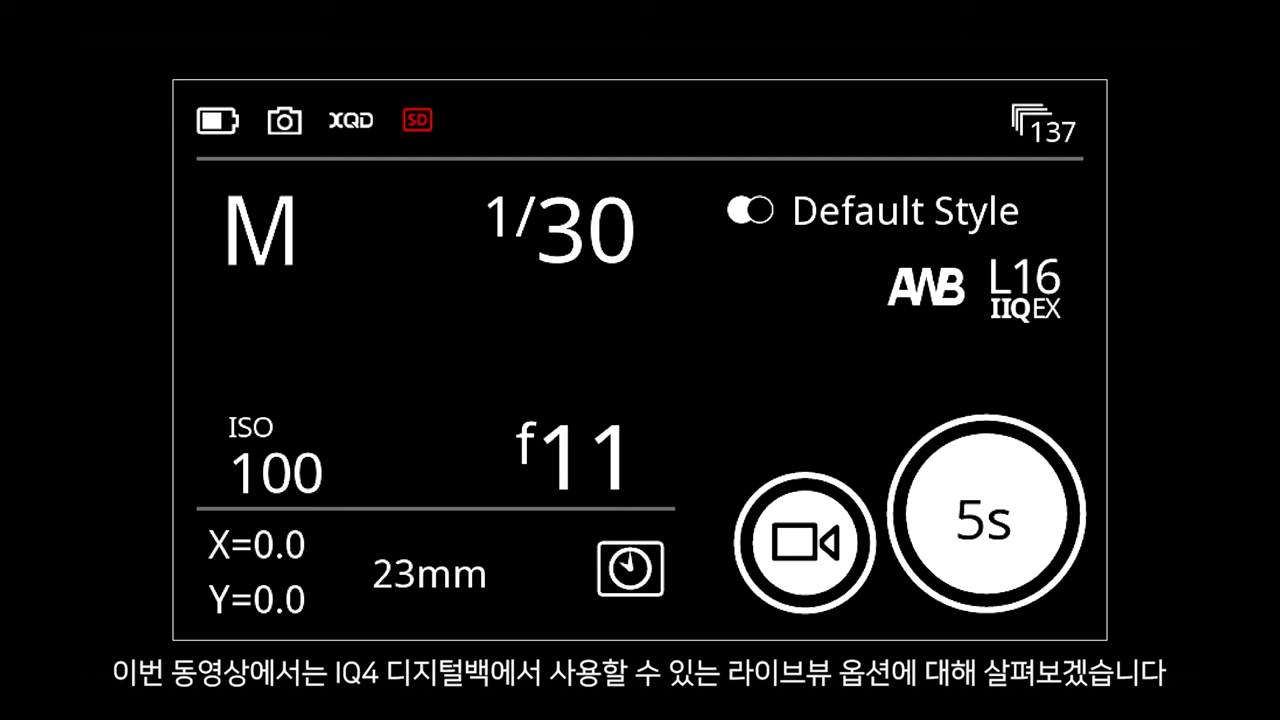 XQD SD 137
M 1/30 Default Style
AWB L16
IIQEX
ISO
100 f11
5s
X=0.0
23mm
Y=0.0
이번 동영상에서는 IQ4 디지털백에서 사용할 수 있는 라이브뷰 옵션에 대해 살펴보겠습니다